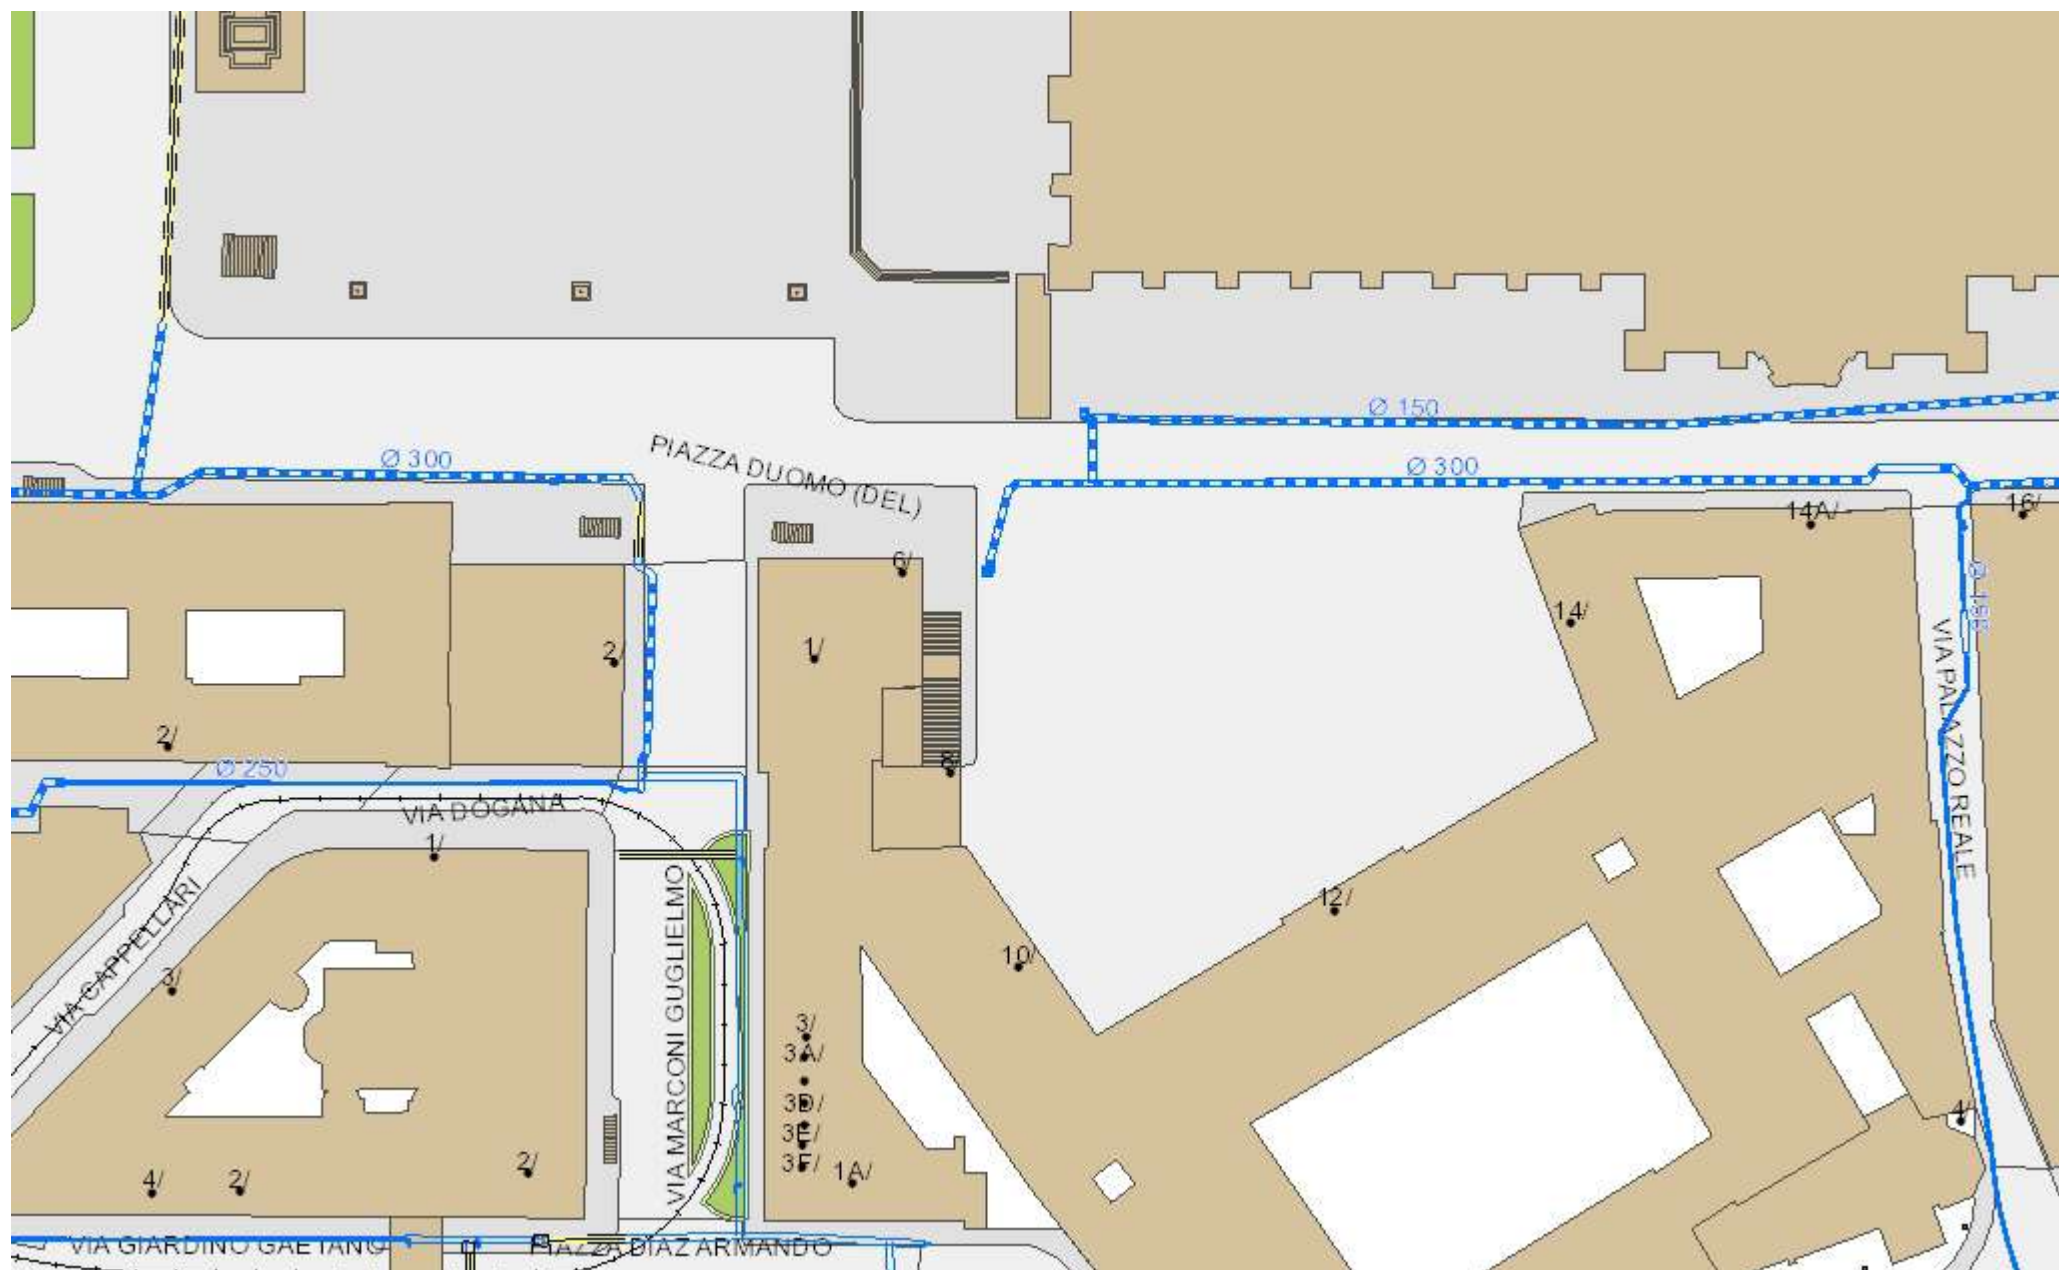 Ø 150
Ø 300
PIAZZA DUOMO (DEL)
Ø 300
14A/
16/
6/
14/
1/
2/
VIA PALAZZO REALE
2/
Ø 250
8/
VIA DOGANA
1/
12/
VIA CAPPELLARI
VIA MARCONI GUGLIELMO
10/
3/
3/
3A/
3D/
4/
3E/
3F/
2/
1A/
4/
2/
VIA GIARDINO GAETANO
PIAZZA DIAZ ARMANDO